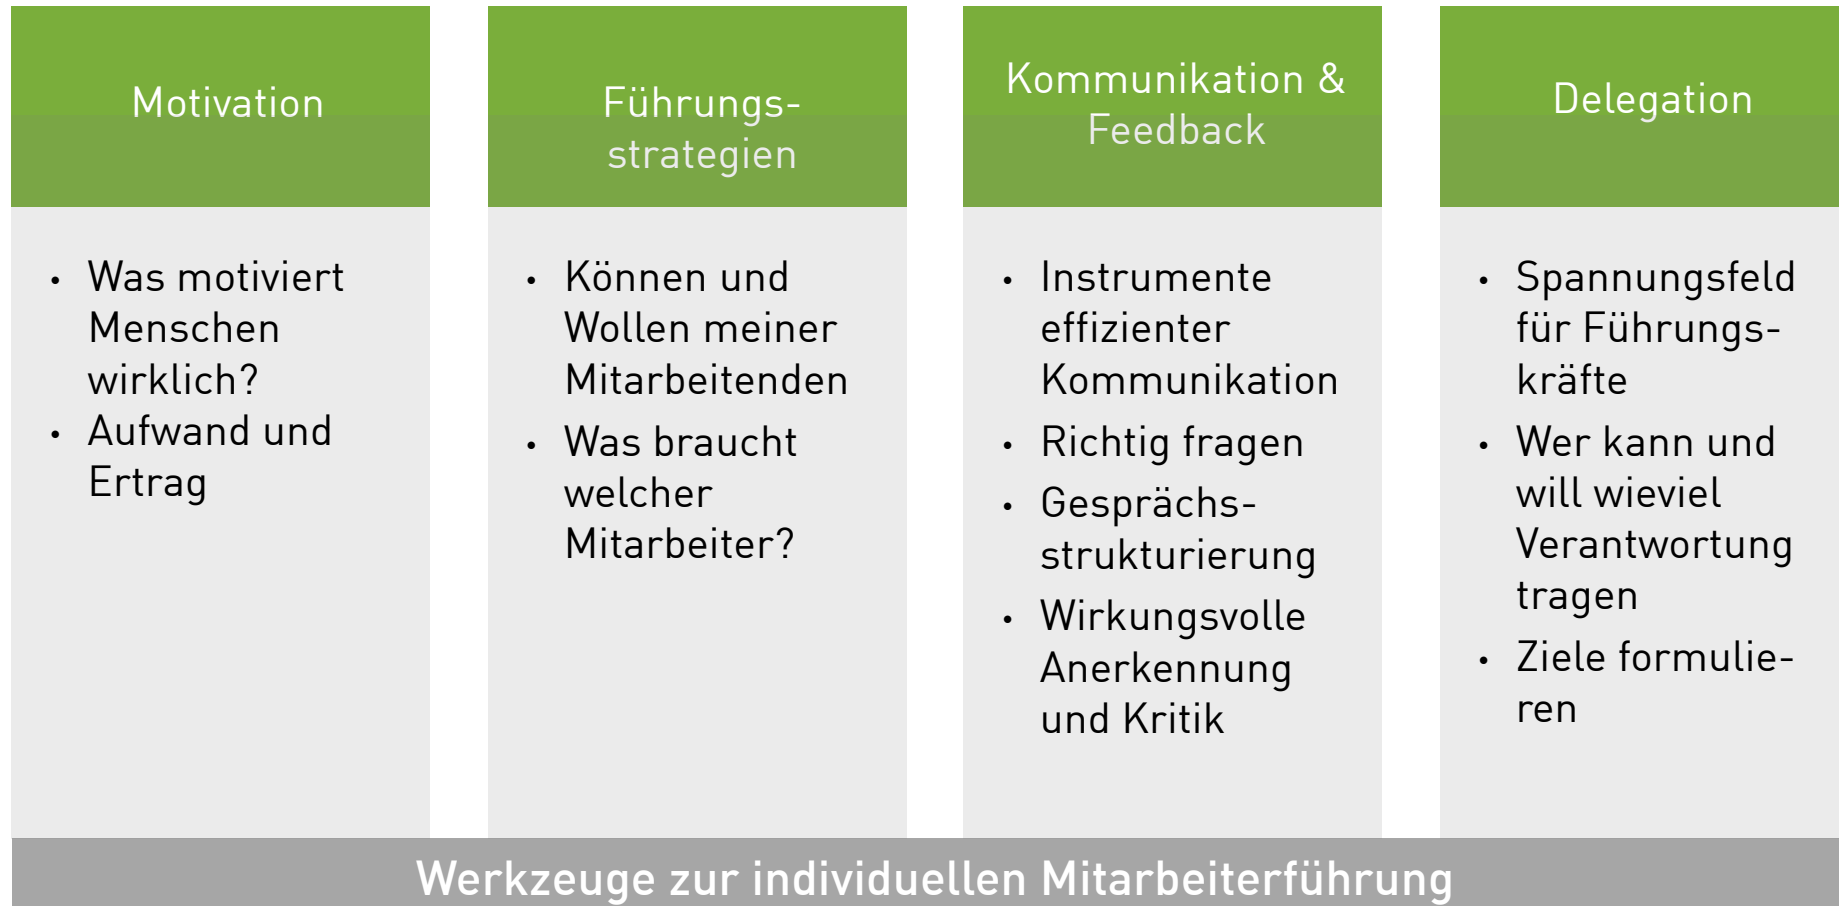 Motivation
• Was motiviert
Menschen
wirklich?
• Aufwand und
Ertrag
Führungs-
strategien
• Können und
Wollen meiner
Mitarbeitenden
• Was braucht
welcher
Mitarbeiter?
Kommunikation &
Feedback
• Instrumente
effizienter
Kommunikation
• Richtig fragen
• Gesprächs-
strukturierung
• Wirkungsvolle
Anerkennung
und Kritik
Delegation
• Spannungsfeld
für Führungs-
kräfte
• Wer kann und
will wieviel
Verantwortung
tragen
• Ziele formulie-
ren
Werkzeuge zur individuellen Mitarbeiterführung